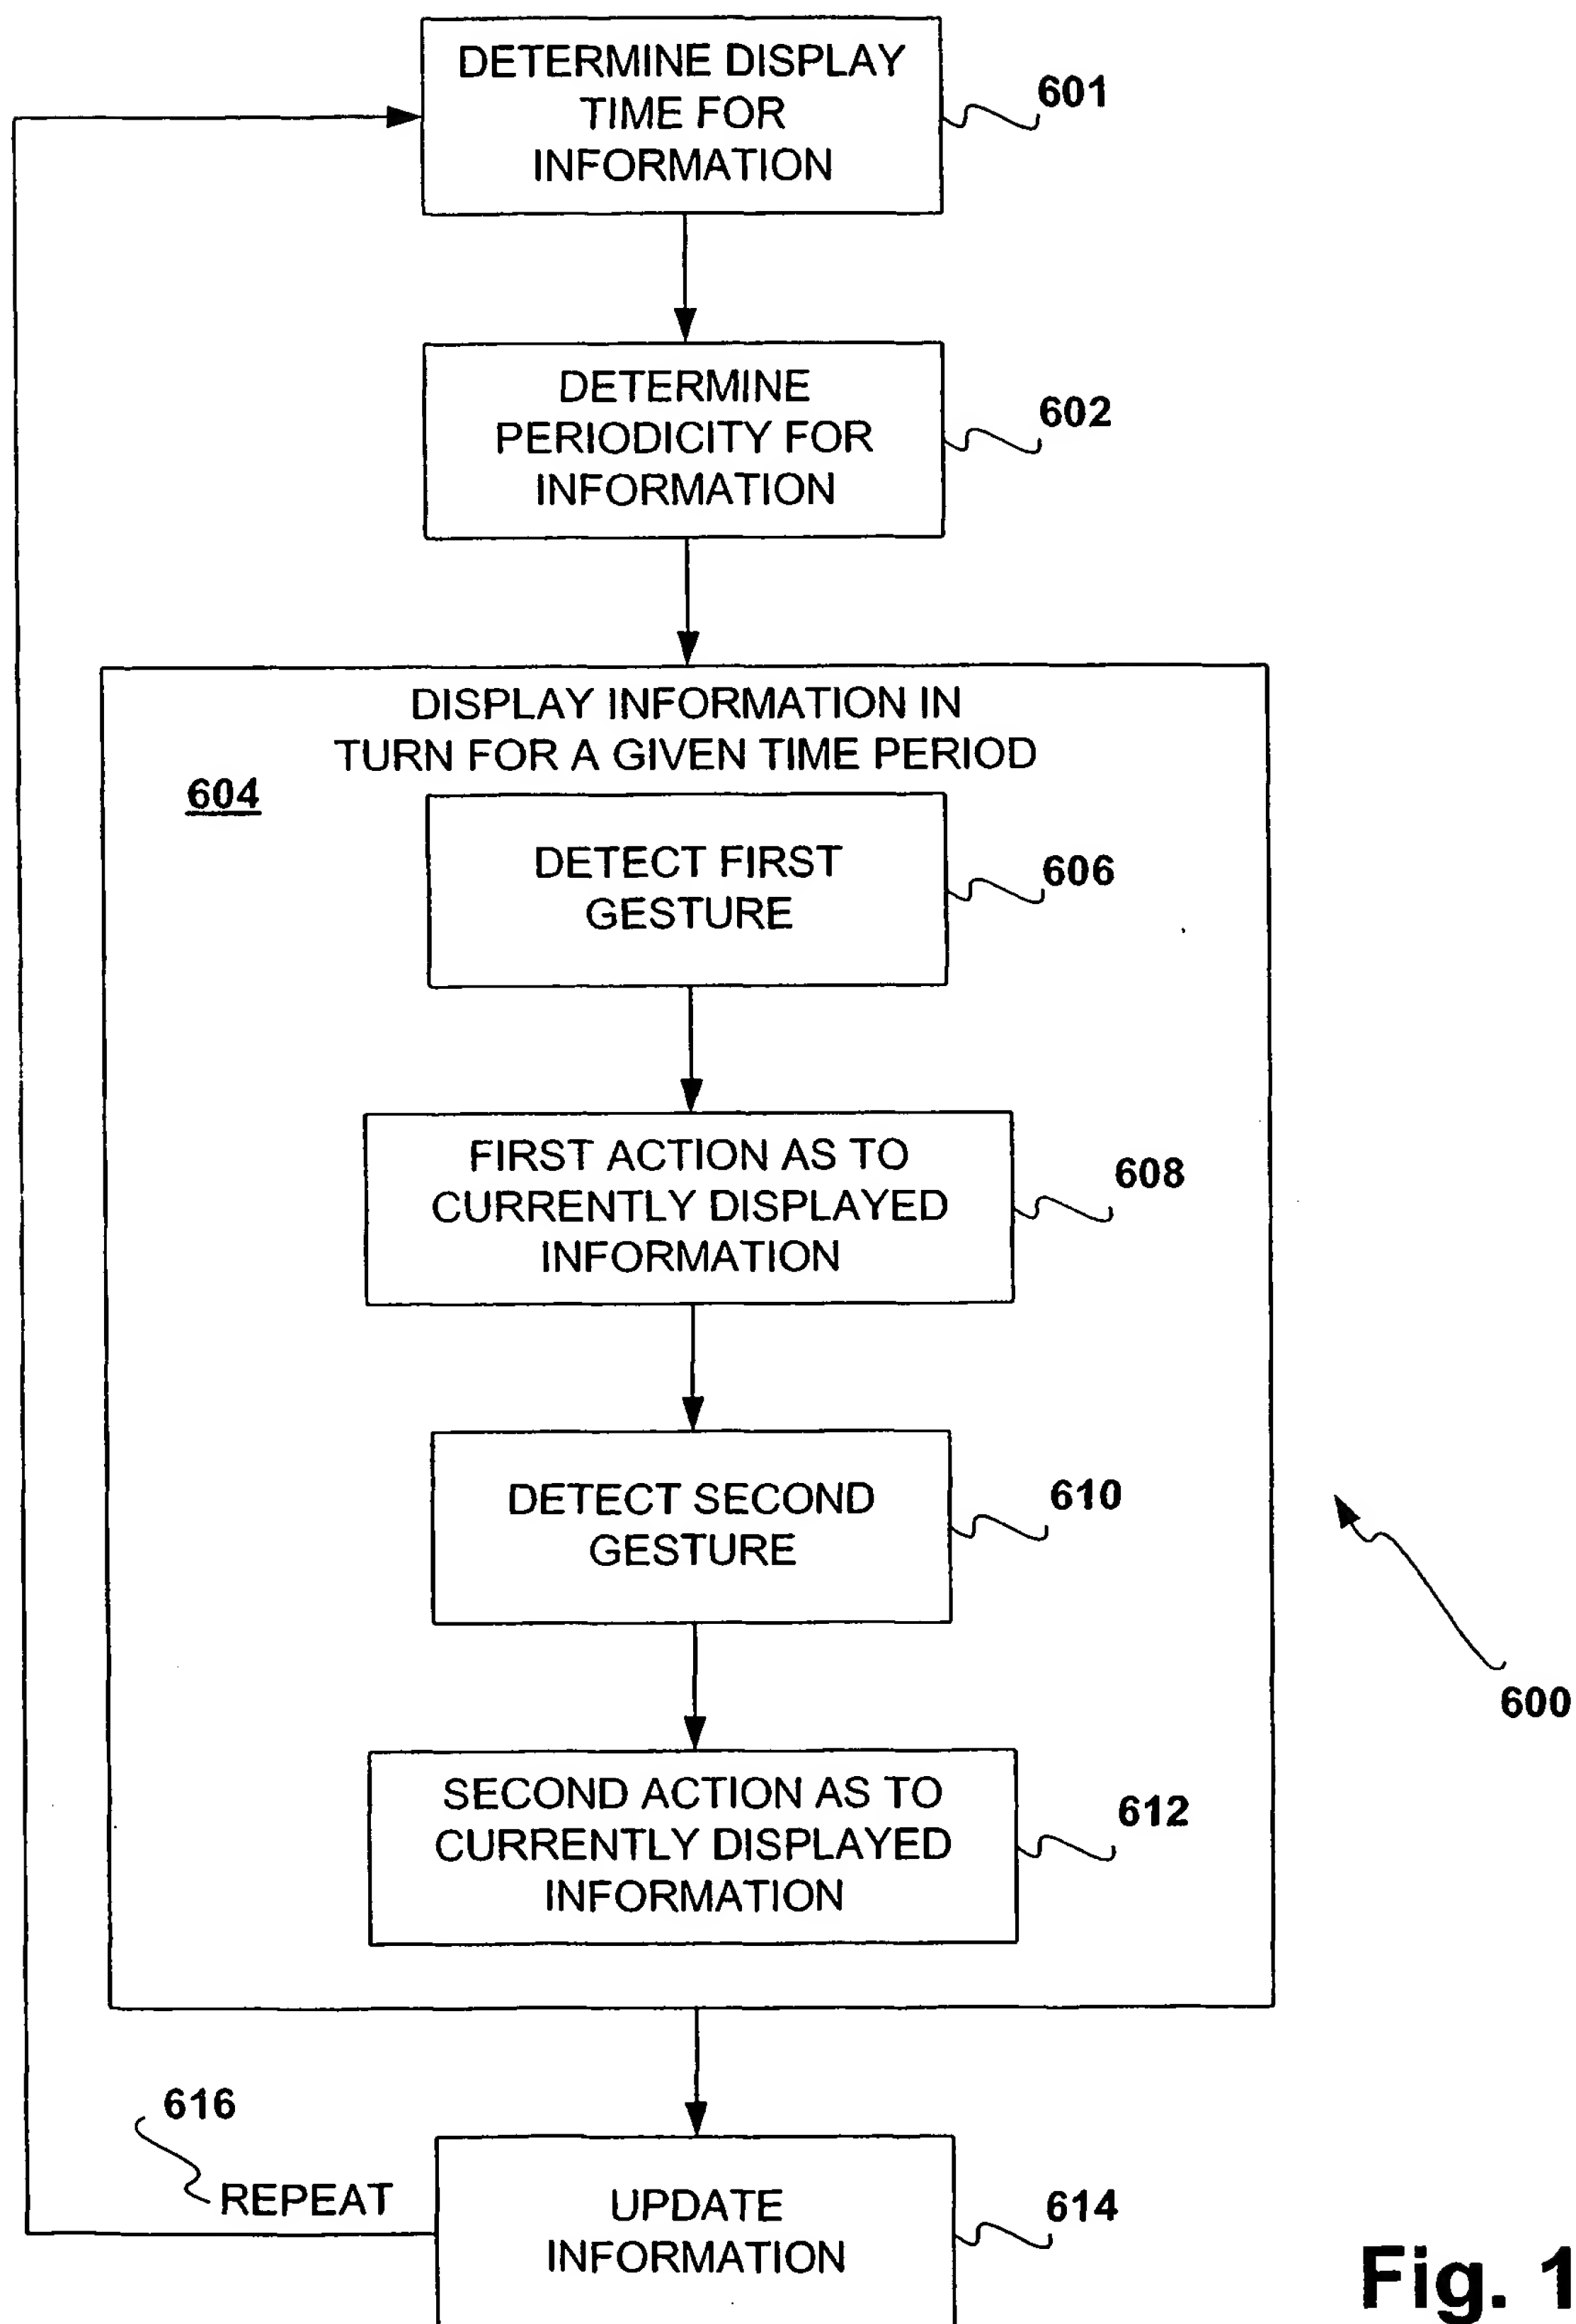 DETERMINE DISPLAY
TIME FOR
INFORMATION
601
DETERMINE
PERIODICITY FOR
INFORMATION
602
DISPLAY INFORMATION IN
TURN FOR A GIVEN TIME PERIOD
604
DETECT FIRST
GESTURE
606
FIRST ACTION AS TO
CURRENTLY DISPLAYED
INFORMATION
608
DETECT SECOND
GESTURE
610
600
SECOND ACTION AS TO
CURRENTLY DISPLAYED
INFORMATION
612
616
REPEAT
UPDATE
INFORMATION
614
Fig. 1